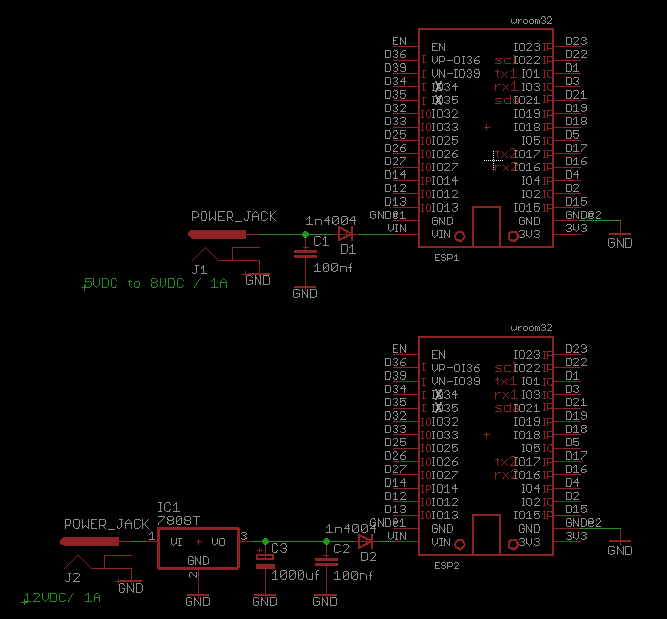 wroom32
EN EN IO23 D23
D36 VP-OI36 scl IO22 D22
D39 VN-IO39 tx1 IO1 D1
D34 IO34 rx1 IO3 D3
D35 IO35 sda IO21 D21
D32 IO32 IO19 D19
D33 IO33 IO18 D18
D25 IO25 IO5 D5
D26 IO26 tx2 IO17 D17
D27 IO27 rx2 IO16 D16
D14 IO14 IO4 D4
D12 IO12 IO2 D2
D13 IO13 IO15 D15
GND@1 GND GND GND@2
VIN VIN 3V3 3V3
ESP1
GND
POWER_JACK
1n4004
D1
C1
100nf
GND
J1
GND
5VDC to 8VDC / 1A
wroom32
EN EN IO23 D23
D36 VP-OI36 scl IO22 D22
D39 VN-IO39 tx1 IO1 D1
D34 IO34 rx1 IO3 D3
D35 IO35 sda IO21 D21
D32 IO32 IO19 D19
D33 IO33 IO18 D18
D25 IO25 IO5 D5
D26 IO26 tx2 IO17 D17
D27 IO27 rx2 IO16 D16
D14 IO14 IO4 D4
D12 IO12 IO2 D2
D13 IO13 IO15 D15
GND@1 GND GND GND@2
VIN VIN 3V3 3V3
ESP2
GND
IC1
7808T
POWER_JACK
1 VI VO 3
GND
2
GND
1n4004
D2
C3
1000uf
GND
C2
100nf
GND
J2
GND
12VDC/ 1A